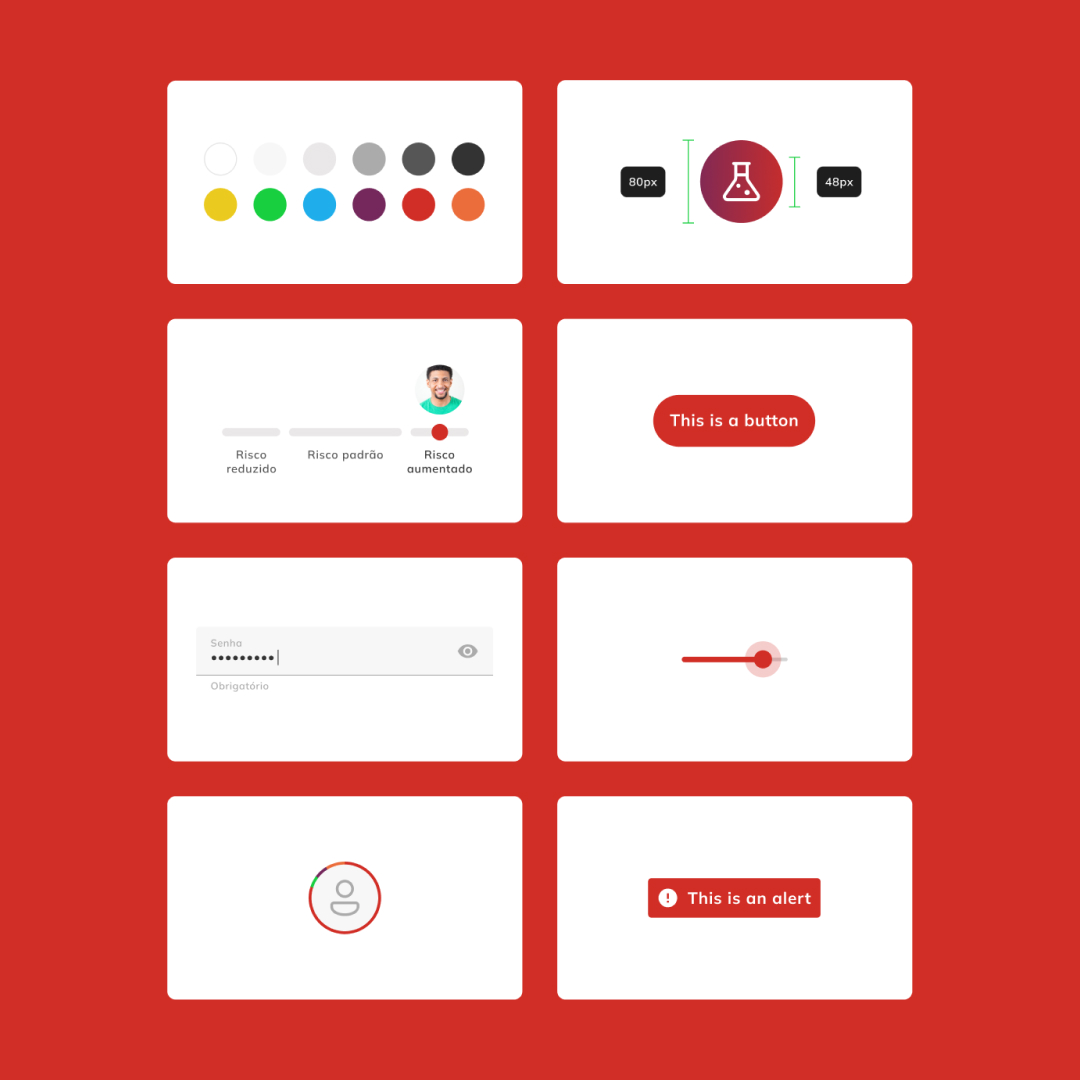 80px
48px
Risco
reduzido
Risco padrão
Risco
aumentado
This is a button
Senha
•••••••••
Obrigatório
This is an alert